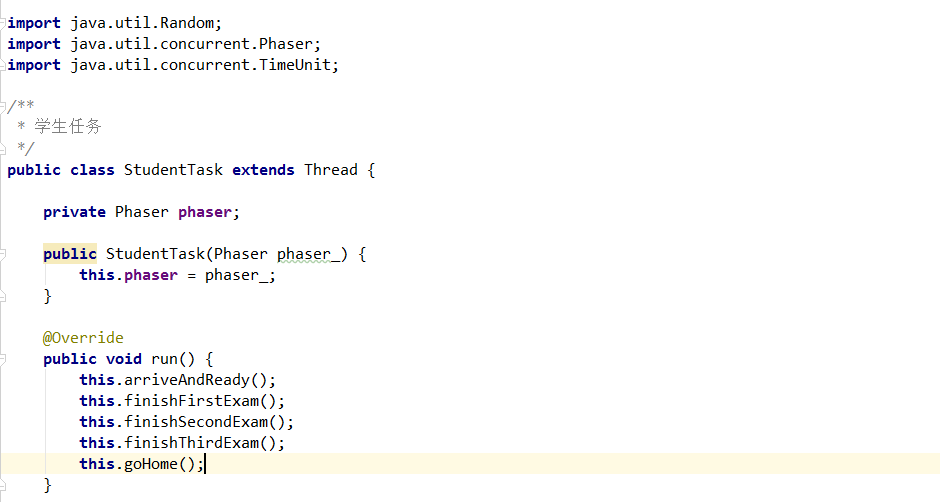 import java.util.Random;
import java.util.concurrent.Phaser;
import java.util.concurrent.TimeUnit;
/**
 * 学生任务
 */
public class StudentTask extends Thread {
    private Phaser phaser;
    public StudentTask(Phaser phaser_) {
        this.phaser = phaser_;
    }
    @Override
    public void run() {
        this.arriveAndReady();
        this.finishFirstExam();
        this.finishSecondExam();
        this.finishThirdExam();
        this.goHome();
    }